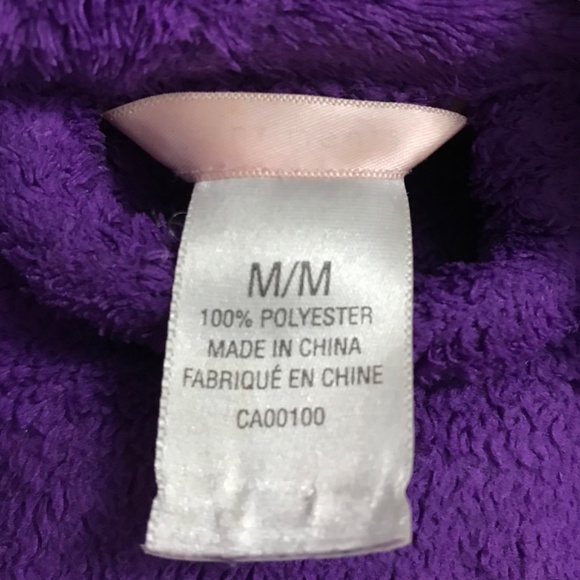 M/M
100% POLYESTER
MADE IN CHINA
FABRIQUÉ EN CHINE
CA00100